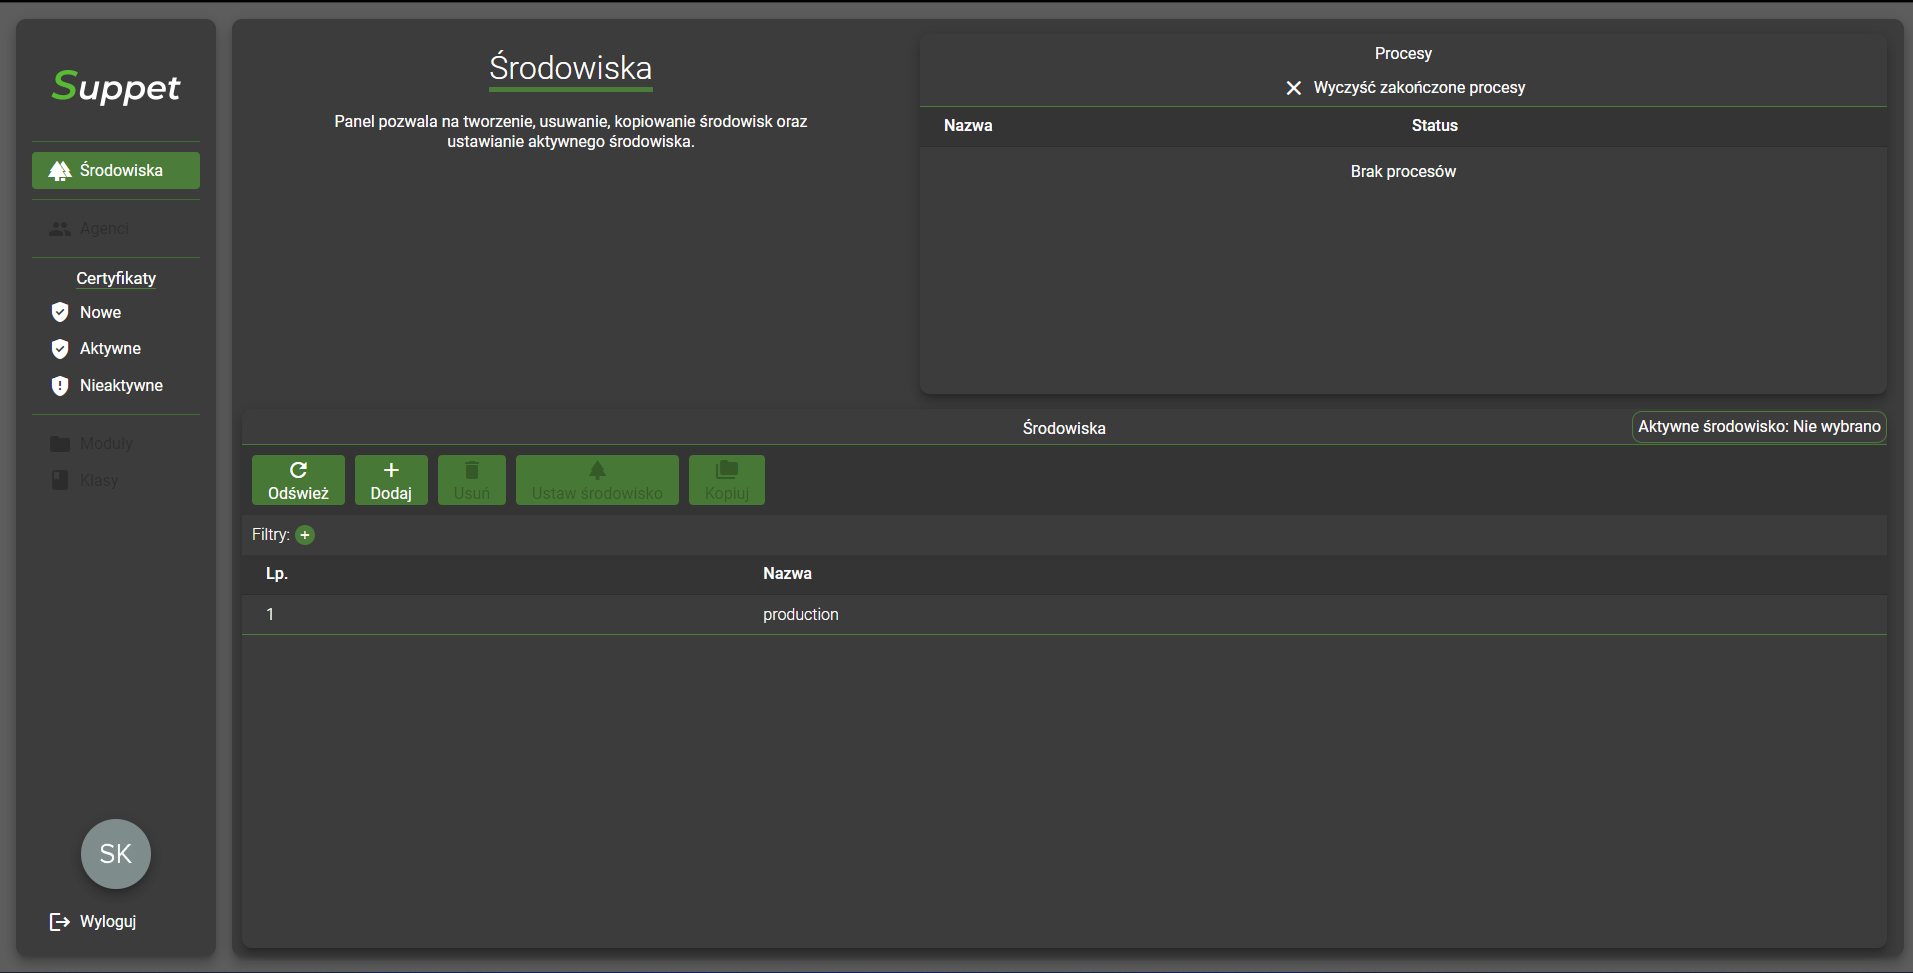 Suppet
Środowiska
Agenci
Certyfikaty
Nowe
Aktywne
Nieaktywne
Moduły
Klasy
SK
Wyloguj
Środowiska
Panel pozwala na tworzenie, usuwanie, kopiowanie środowisk oraz
ustawianie aktywnego środowiska.
Procesy
Wyczyść zakończone procesy
Nazwa Status
Brak procesów
Środowiska
Aktywne środowisko: Nie wybrano
Odśwież Dodaj Usuń Ustaw środowisko Kopiuj
Filtry:
Lp. Nazwa
1 production